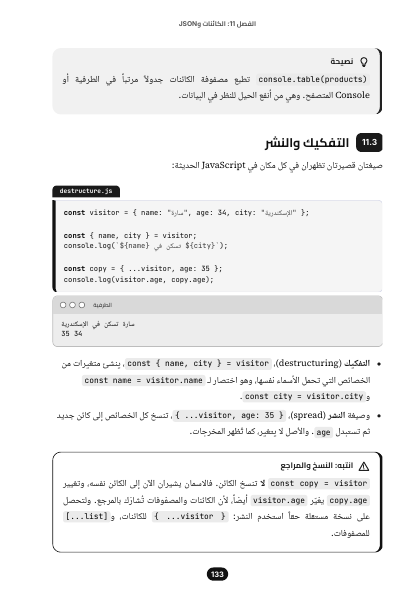 الفصل 11: الكائنات وJSON
نصيحة
console.table(products) تطبع مصفوفة الكائنات جدولاً مرتباً في الطرفية أو
Console المتصفح. وهي من أنفع الحيل للنظر في البيانات.
11.3 التفكيك والنشر
صيغتان قصيرتان تظهران في كل مكان في JavaScript الحديثة:
destructure.js
const visitor = { name: "سارة", age: 34, city: "الإسكندرية" };
const { name, city } = visitor;
console.log(`${name} تسكن في ${city}`);
const copy = { ...visitor, age: 35 };
console.log(visitor.age, copy.age);
الطرفية
سارة تسكن في الإسكندرية
34 35
• التفكيك (destructuring)، const { name, city } = visitor، ينشئ متغيرات من
الخصائص التي تحمل الأسماء نفسها، وهو اختصار لـ const name = visitor.name
و const city = visitor.city.
• وصيغة النشر (spread)، { ...visitor, age: 35 }، تنسخ كل الخصائص إلى كائن جديد
ثم تستبدل age. والأصل لا يتغير، كما تُظهر المخرجات.
انتبه: النسخ والمراجع
const copy = visitor لا تنسخ الكائن. فالاسمان يشيران الآن إلى الكائن نفسه، وتغيير
copy.age يغيّر visitor.age أيضاً، لأن الكائنات والمصفوفات تُشارَك بالمرجع. ولتحصل
على نسخة مستقلة حقاً استخدم النشر: { ...visitor } للكائنات، و [...list]
للمصفوفات.
133